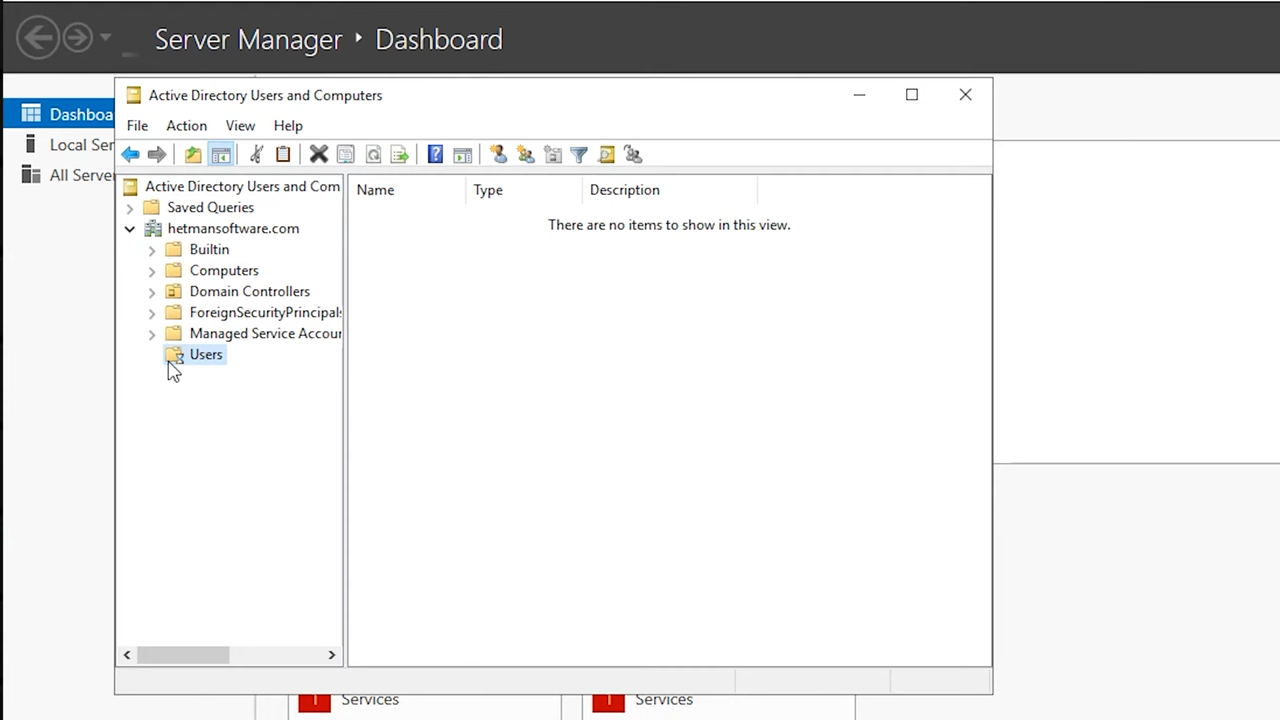 Server Manager ‣ Dashboard
Dashboa
Local Ser
All Serve
Active Directory Users and Computers
File Action View Help
Active Directory Users and Com
Saved Queries
hetmansoftware.com
Builtin
Computers
Domain Controllers
ForeignSecurityPrincipals
Managed Service Accour
Users
Name Type Description
There are no items to show in this view.
Services Services